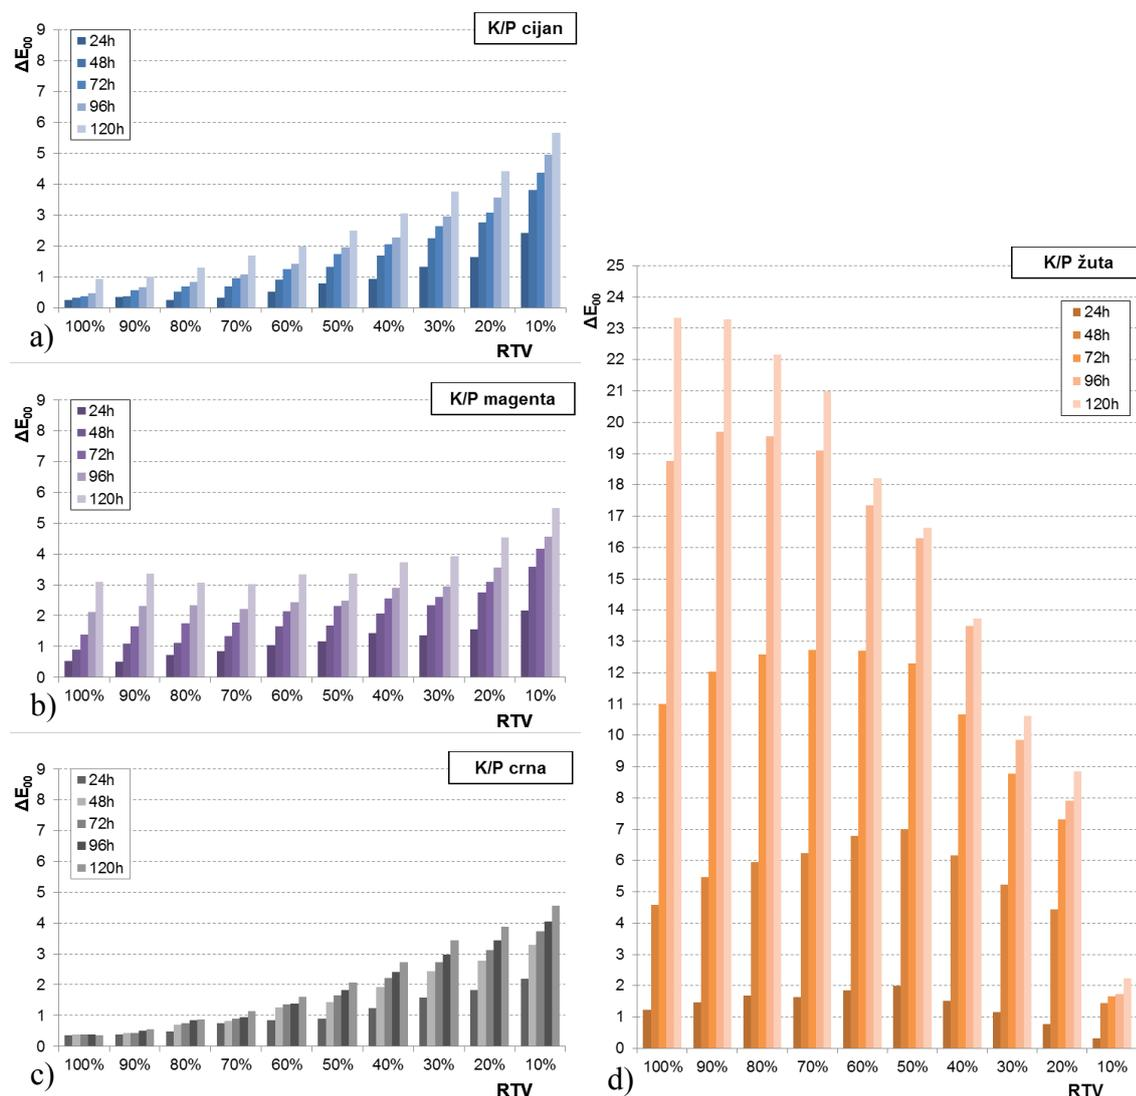 K/P cijan
ΔE₀₀
9
8
7
6
5
4
3
2
1
0
24h
48h
72h
96h
120h
100% 90% 80% 70% 60% 50% 40% 30% 20% 10%
RTV
a)
K/P magenta
ΔE₀₀
9
8
7
6
5
4
3
2
1
0
24h
48h
72h
96h
120h
100% 90% 80% 70% 60% 50% 40% 30% 20% 10%
RTV
b)
K/P crna
ΔE₀₀
9
8
7
6
5
4
3
2
1
0
24h
48h
72h
96h
120h
100% 90% 80% 70% 60% 50% 40% 30% 20% 10%
RTV
c)
K/P žuta
ΔE₀₀
25
24
23
22
21
20
19
18
17
16
15
14
13
12
11
10
9
8
7
6
5
4
3
2
1
0
24h
48h
72h
96h
120h
100% 90% 80% 70% 60% 50% 40% 30% 20% 10%
RTV
d)